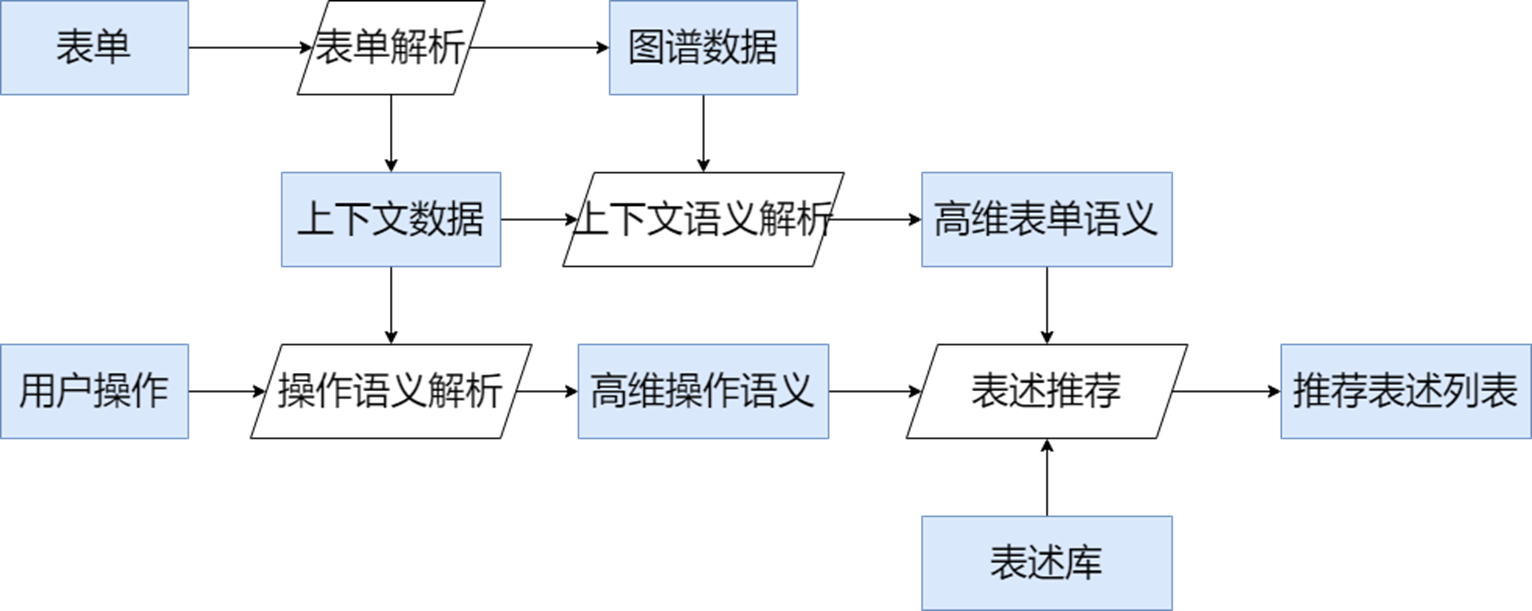 表单
表单解析
图谱数据
上下文数据
上下文语义解析
高维表单语义
用户操作
操作语义解析
高维操作语义
表述推荐
推荐表述列表
表述库